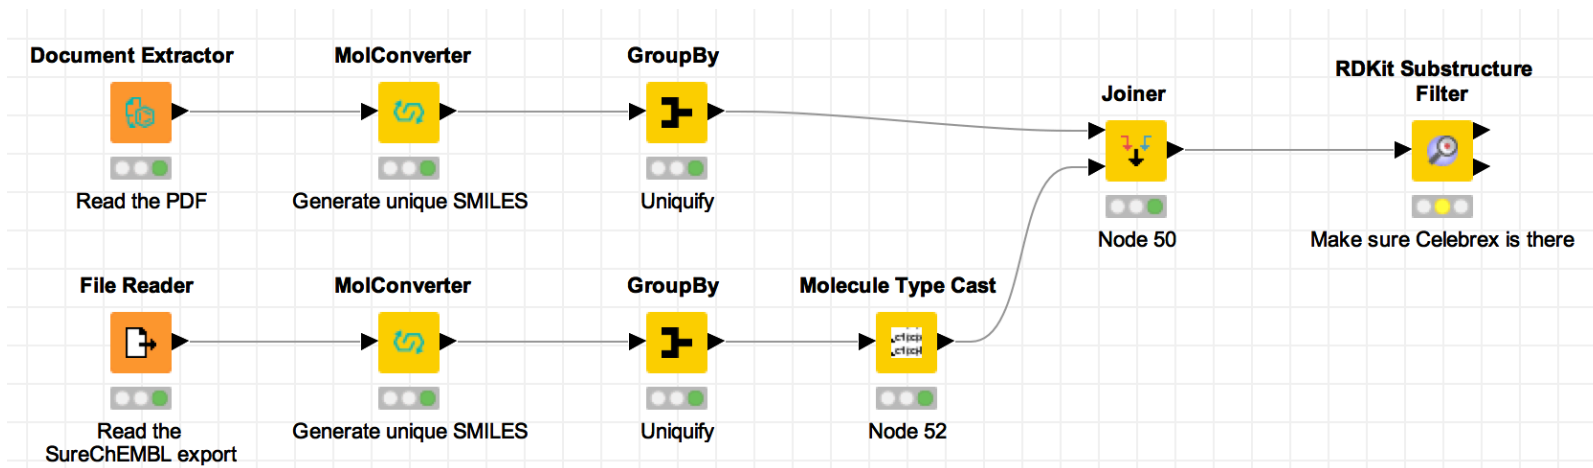 Document Extractor
Read the PDF
MolConverter
Generate unique SMILES
GroupBy
Uniquify
Joiner
Node 50
RDKit Substructure
Filter
Make sure Celebrex is there
File Reader
Read the
SureChEMBL export
MolConverter
Generate unique SMILES
GroupBy
Uniquify
Molecule Type Cast
Node 52